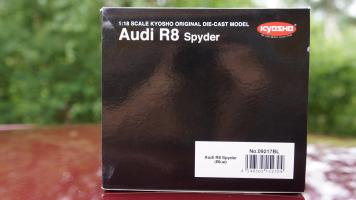 1:18 SCALE KYOSHO ORIGINAL DIE-CAST MODEL
Audi R8 Spyder
KYOSHO
No.09217BL
Audi R8 Spyder
(Blue)